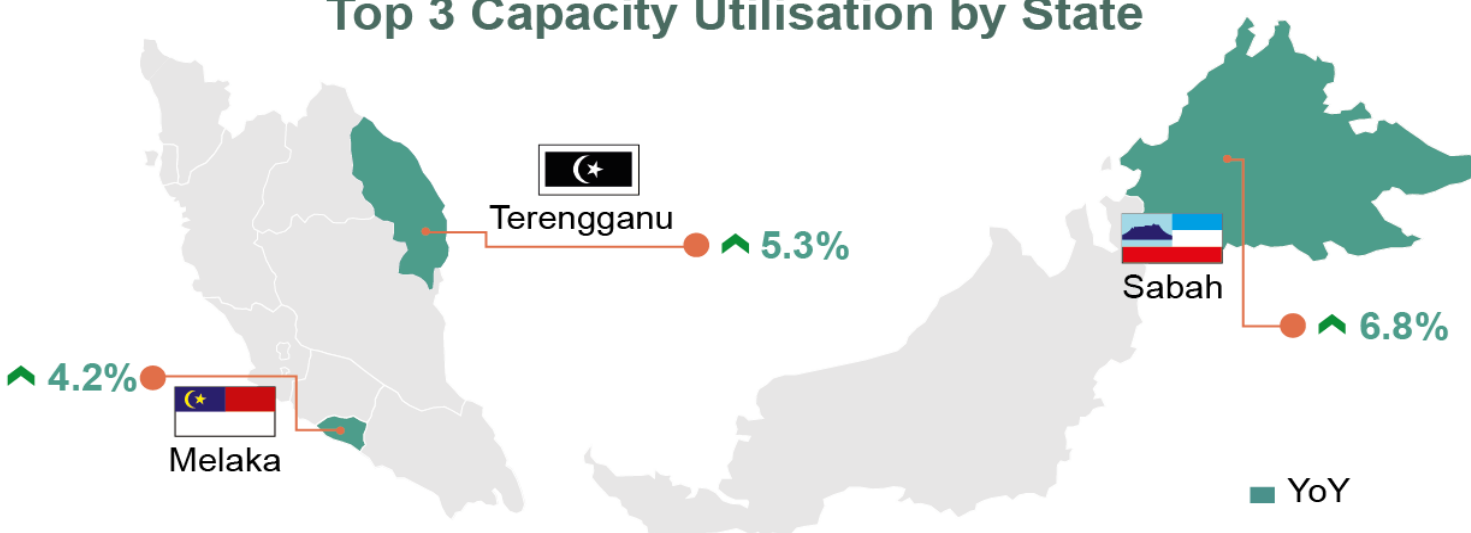 Top 3 Capacity Utilisation by State
Terengganu
5.3%
Sabah
6.8%
4.2%
Melaka
YoY